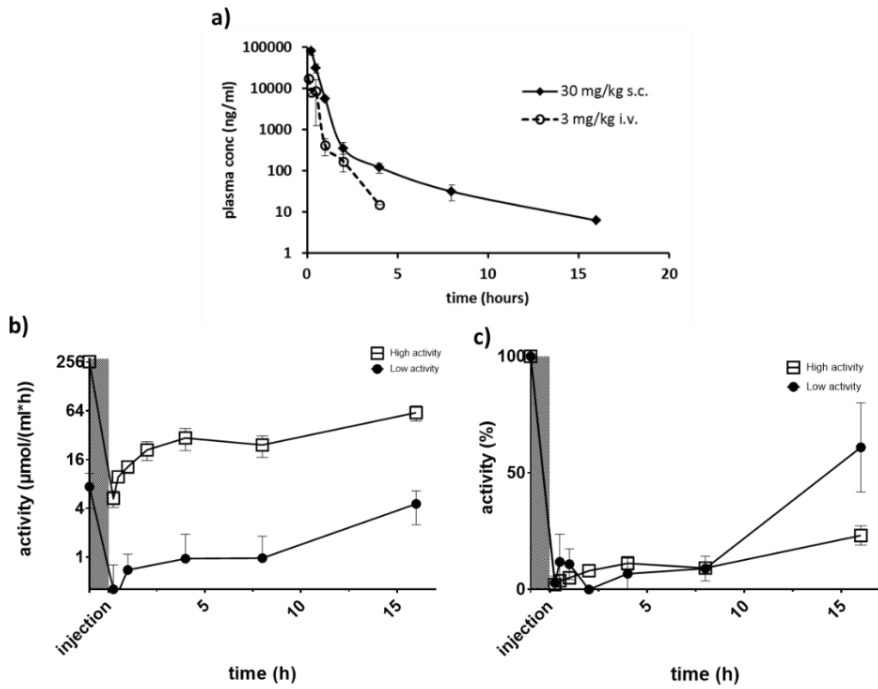 a)
100000
10000
1000
100
10
1
plasma conc (ng/ml)
30 mg/kg s.c.
3 mg/kg i.v.
0
5
10
15
20
time (hours)
b)
256
64
16
4
1
activity (μmol/(ml*h))
High activity
Low activity
injection
5
10
15
time (h)
c)
100
50
0
activity (%)
High activity
Low activity
injection
5
10
15
time (h)